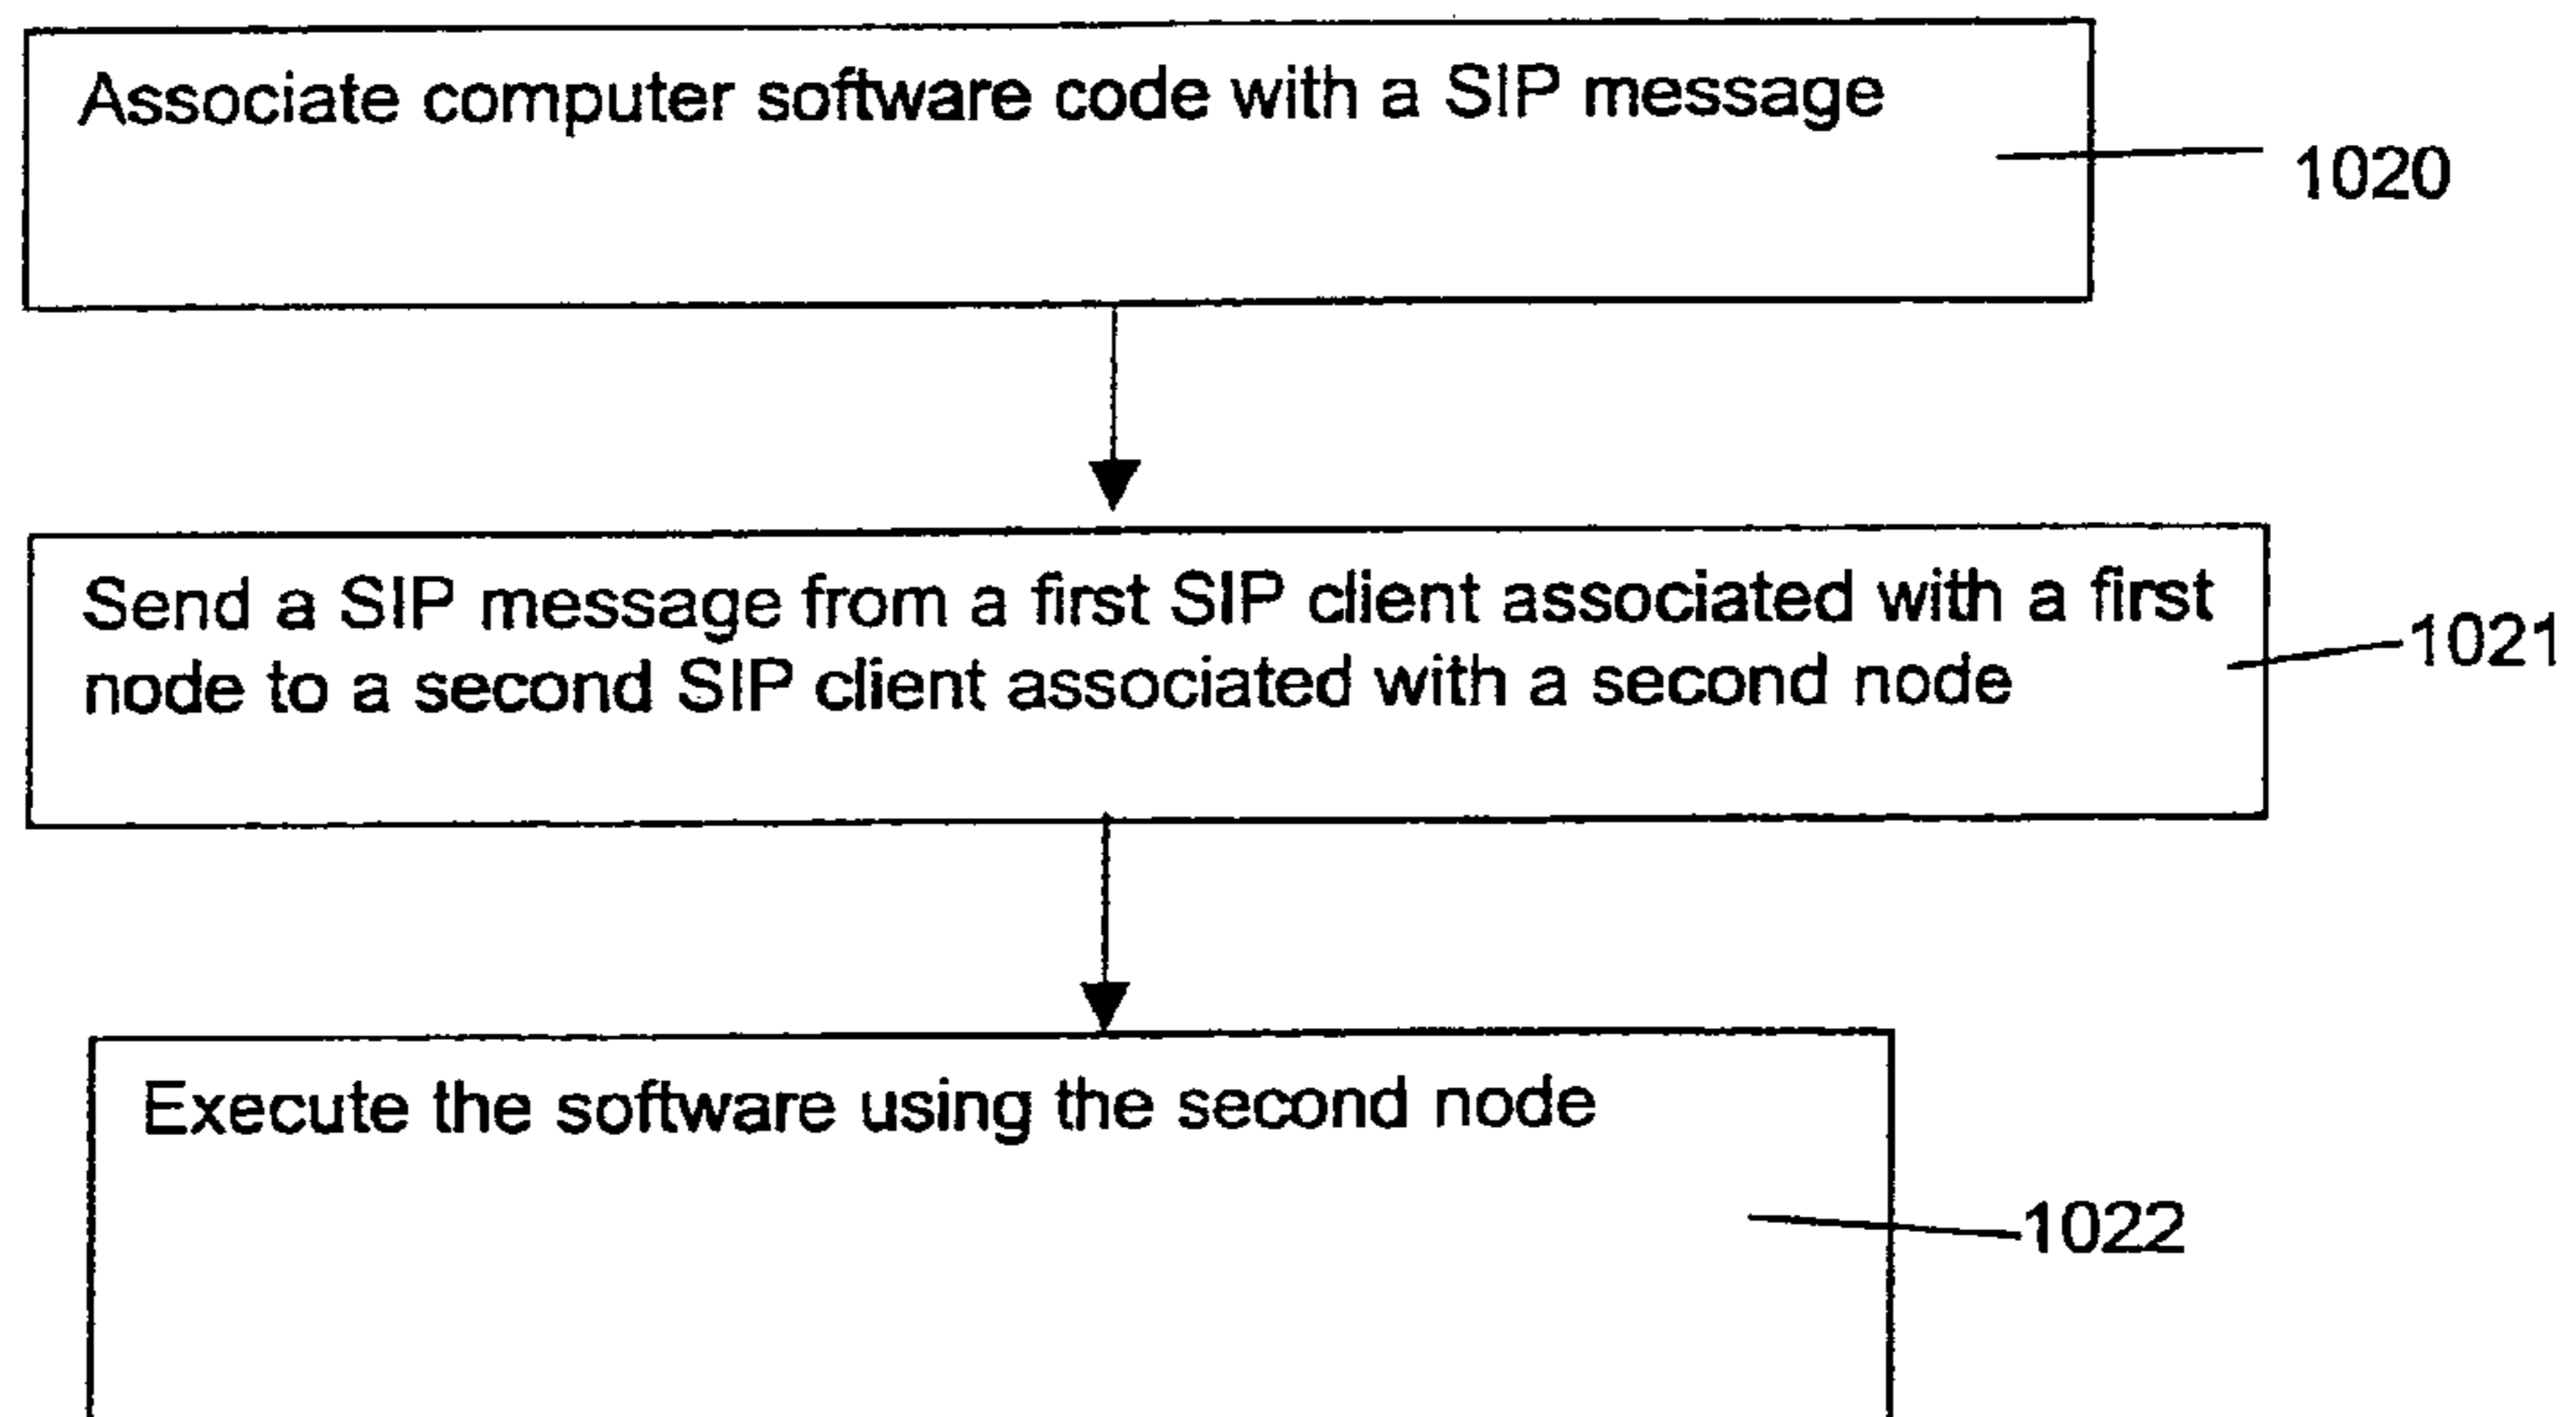 Associate computer software code with a SIP message
1020
Send a SIP message from a first SIP client associated with a first
node to a second SIP client associated with a second node
1021
Execute the software using the second node
1022